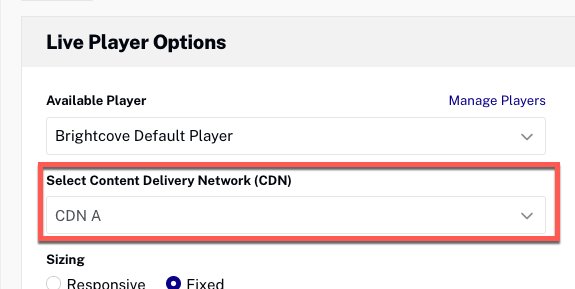 Live Player Options
Available Player
Manage Players
Brightcove Default Player
Select Content Delivery Network (CDN)
CDN A
Sizing
Responsive
Fixed